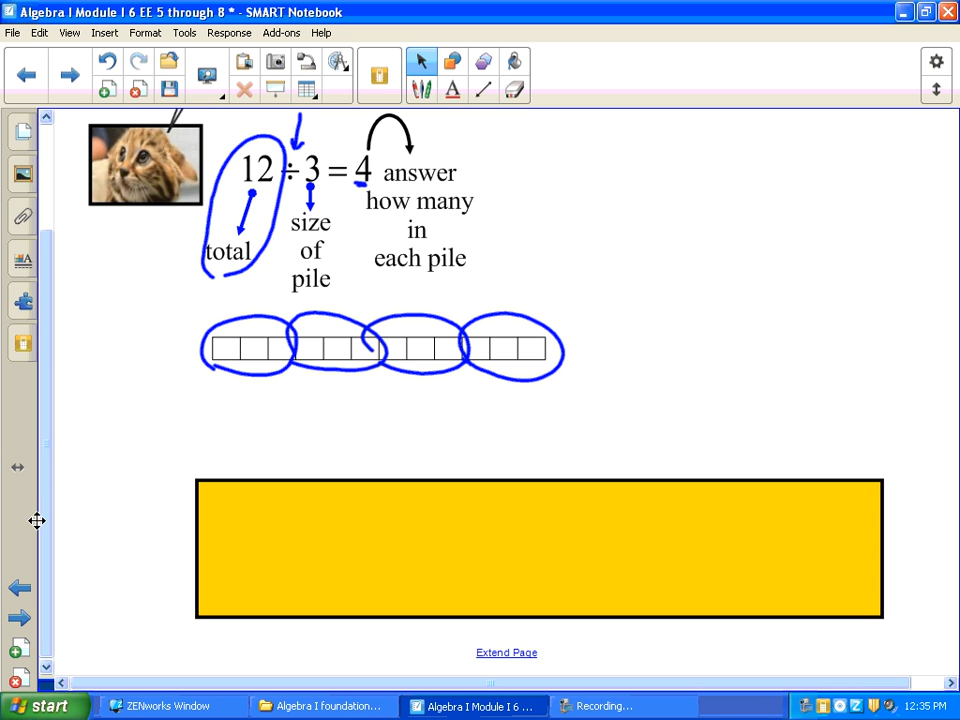 Algebra I Module I 6 EE 5 through 8 * - SMART Notebook
File Edit View Insert Format Tools Response Add-ons Help
12 ÷ 3 = 4
total
size
of
pile
answer
how many
in
each pile
Extend Page
start
ZENworks Window
Algebra I foundation...
Algebra I Module I 6 ...
Recording...
12:35 PM